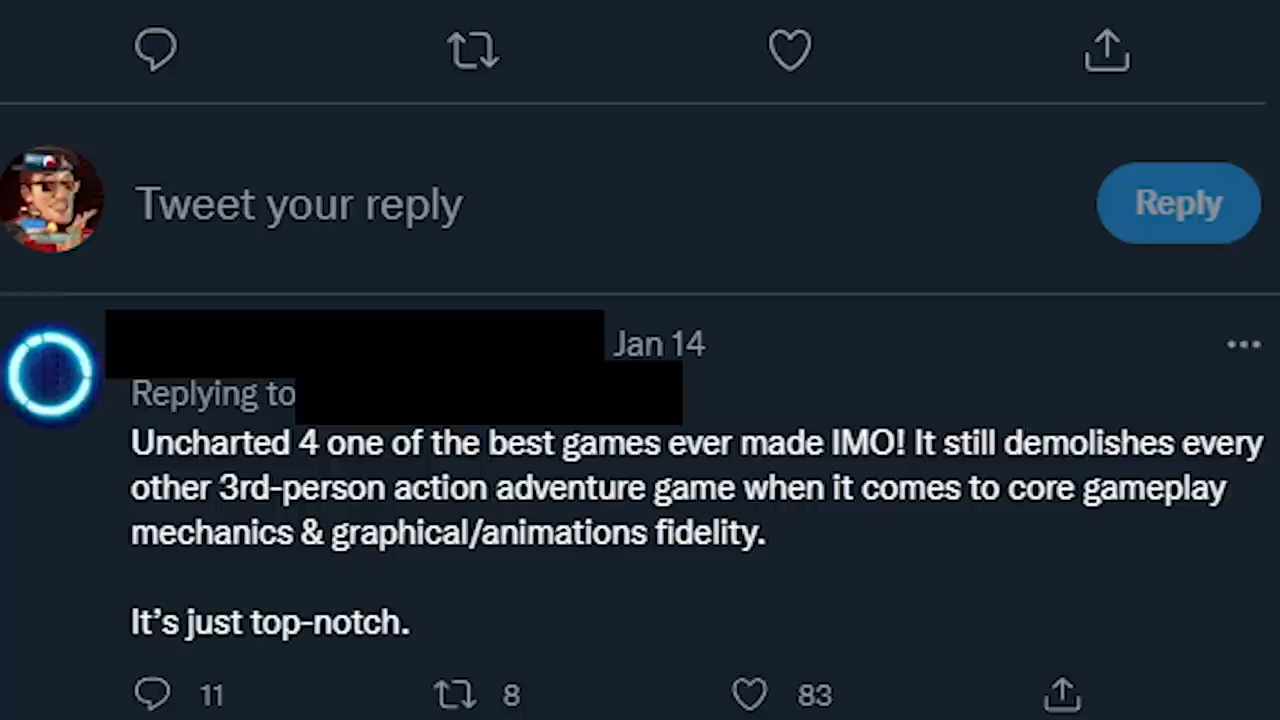 Tweet your reply
Reply
Jan 14
Replying to
Uncharted 4 one of the best games ever made IMO! It still demolishes every
other 3rd-person action adventure game when it comes to core gameplay
mechanics & graphical/animations fidelity.
It’s just top-notch.
11 8 83